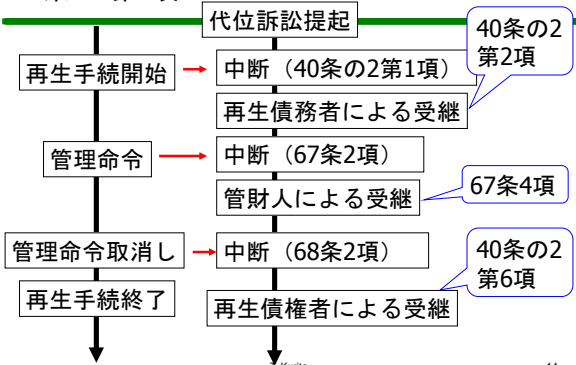 代位訴訟提起
40条の2
第2項
再生手続開始
中断（40条の2第1項）
再生債務者による受継
管理命令
中断（67条2項）
管財人による受継
67条4項
管理命令取消し
中断（68条2項）
40条の2
第6項
再生手続終了
再生債権者による受継